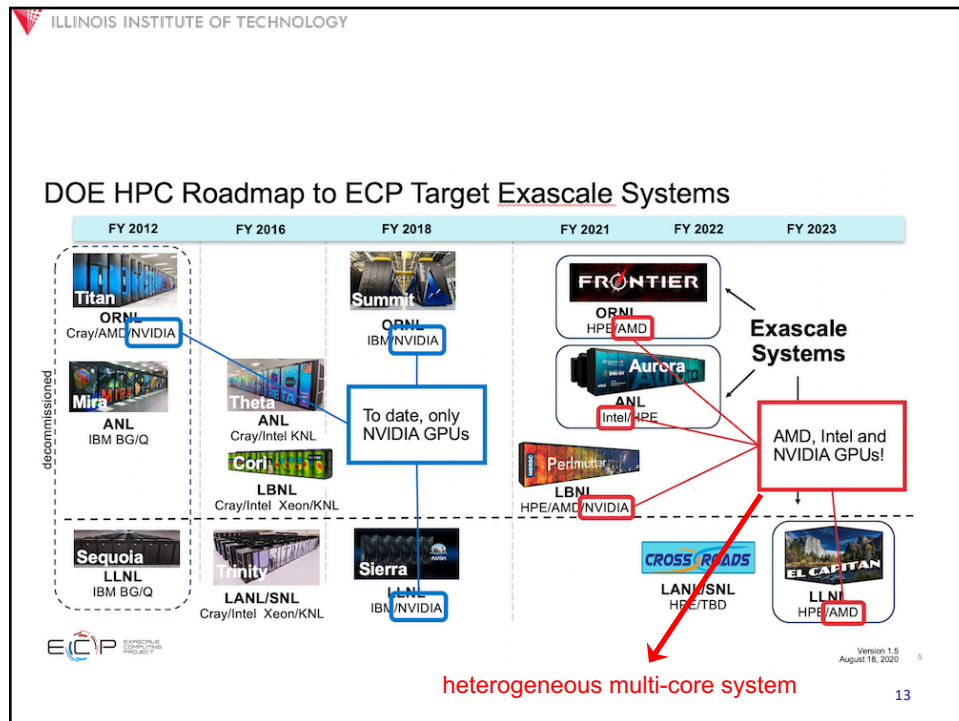 ILLINOIS INSTITUTE OF TECHNOLOGY
DOE HPC Roadmap to ECP Target Exascale Systems
FY 2012
FY 2016
FY 2018
FY 2021
FY 2022
FY 2023
decommissioned
Titan
ORNL
Cray/AMD/NVIDIA
Mira
ANL
IBM BG/Q
Theta
ANL
Cray/Intel KNL
Cori
LBNL
Cray/Intel Xeon/KNL
Summit
ORNL
IBM/NVIDIA
To date, only
NVIDIA GPUs
FRONTIER
ORNL
HPE/AMD
Aurora
ANL
Intel/HPE
Perlmutter
LBNL
HPE/AMD/NVIDIA
Exascale
Systems
AMD, Intel and
NVIDIA GPUs!
Sequoia
LLNL
IBM BG/Q
Trinity
LANL/SNL
Cray/Intel Xeon/KNL
Sierra
LLNL
IBM/NVIDIA
CROSSROADS
LANL/SNL
HPE/TBD
EL CAPITAN
LLNL
HPE/AMD
ECP
EXASCALE
COMPUTING
PROJECT
Version 1.5
August 18, 2020
5
heterogeneous multi-core system
13